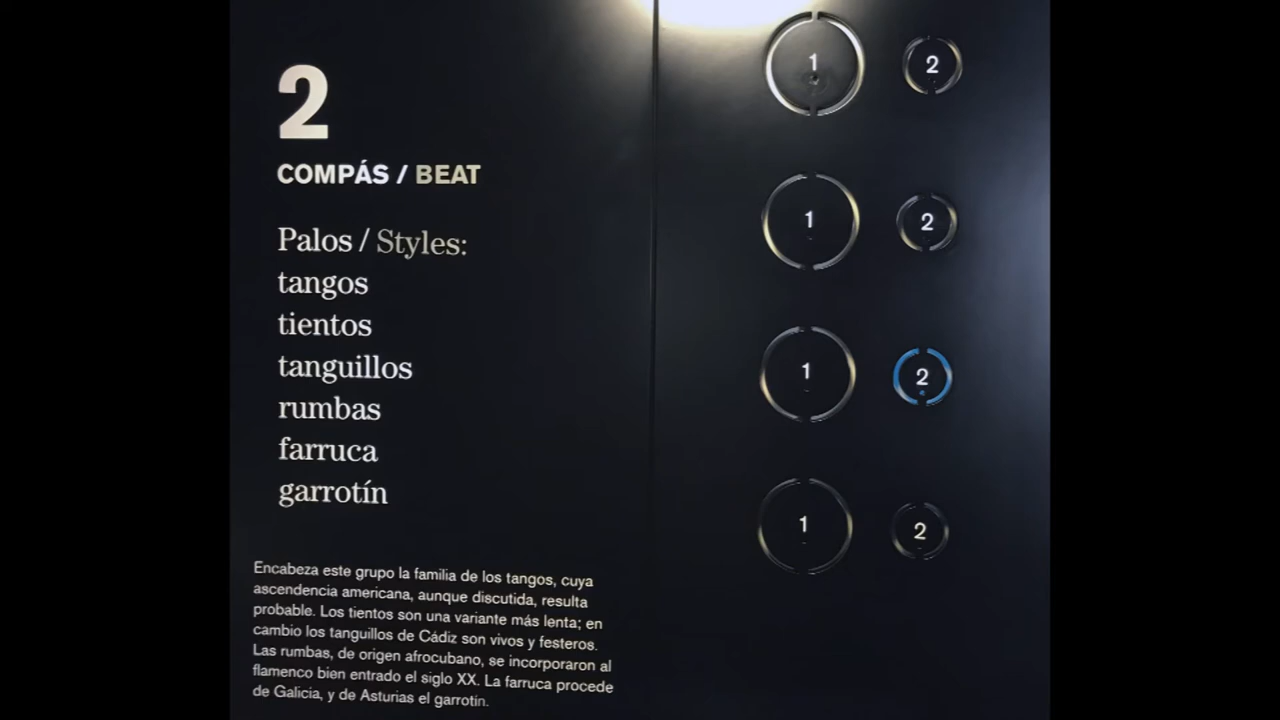 2
COMPÁS / BEAT
Palos / Styles:
tangos
tientos
tanguillos
rumbas
farruca
garrotín
Encabeza este grupo la familia de los tangos, cuya
ascendencia americana, aunque discutida, resulta
probable. Los tientos son una variante más lenta; en
cambio los tanguillos de Cádiz son vivos y festeros.
Las rumbas, de origen afrocubano, se incorporaron al
flamenco bien entrado el siglo XX. La farruca procede
de Galicia, y de Asturias el garrotín.
1 2
1 2
1 2
1 2